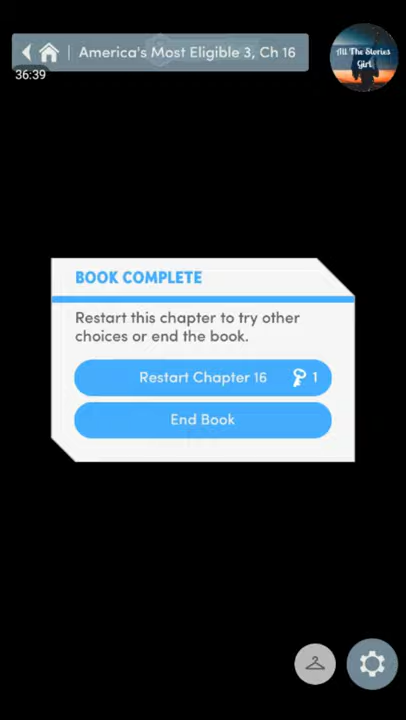 America's Most Eligible 3, Ch 16
36:39
All The Stories
Girl
BOOK COMPLETE
Restart this chapter to try other
choices or end the book.
Restart Chapter 16 1
End Book